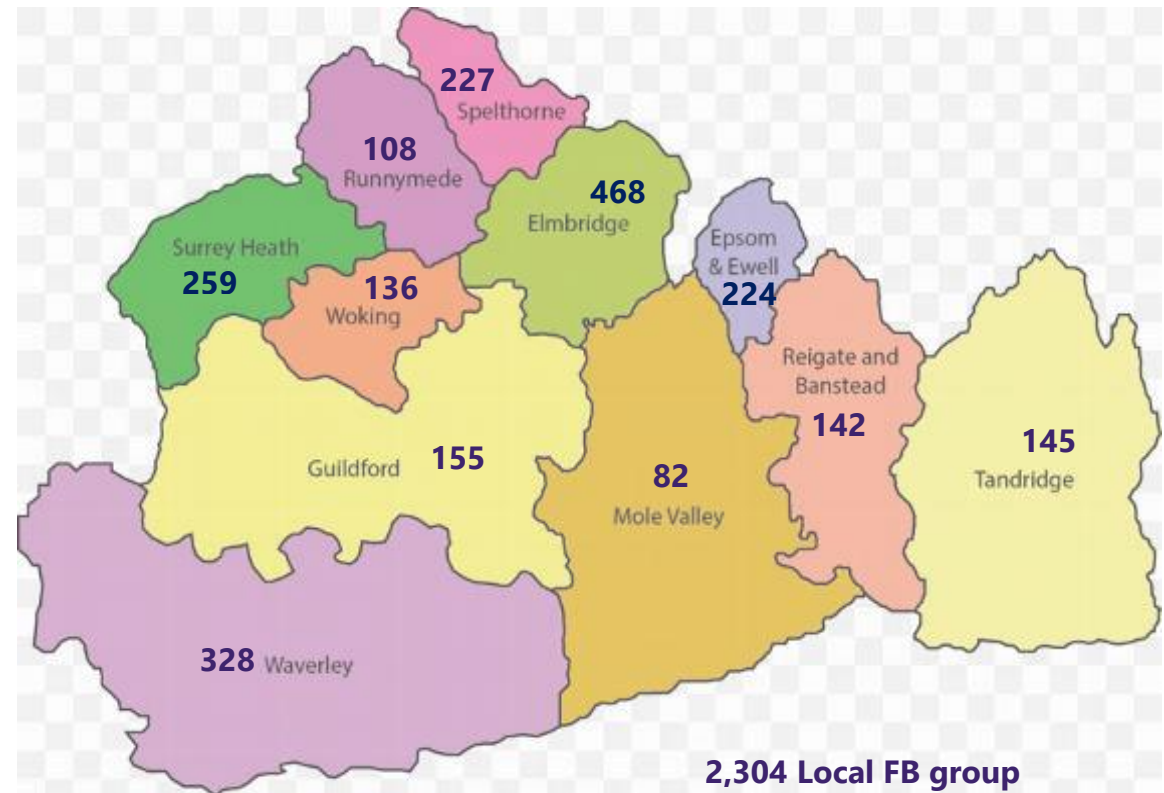 227
Spelthorne
108
Runnymede
468
Elmbridge
Surrey Heath
259
136
Woking
Epsom
& Ewell
224
Reigate and
Banstead
142
145
Tandridge
Guildford 155
82
Mole Valley
328 Waverley
2,304 Local FB group